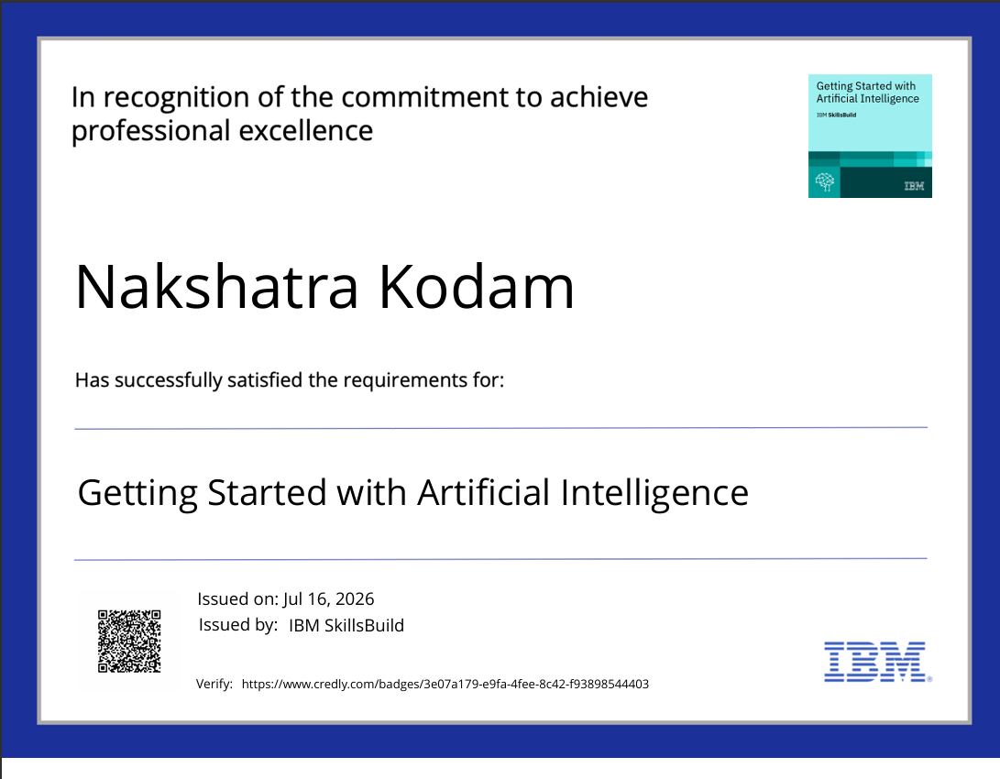 In recognition of the commitment to achieve
professional excellence
Getting Started with
Artificial Intelligence
IBM SkillsBuild
IBM
Nakshatra Kodam
Has successfully satisfied the requirements for:
Getting Started with Artificial Intelligence
Issued on: Jul 16, 2026
Issued by: IBM SkillsBuild
Verify: https://www.credly.com/badges/3e07a179-e9fa-4fee-8c42-f93898544403
IBM®